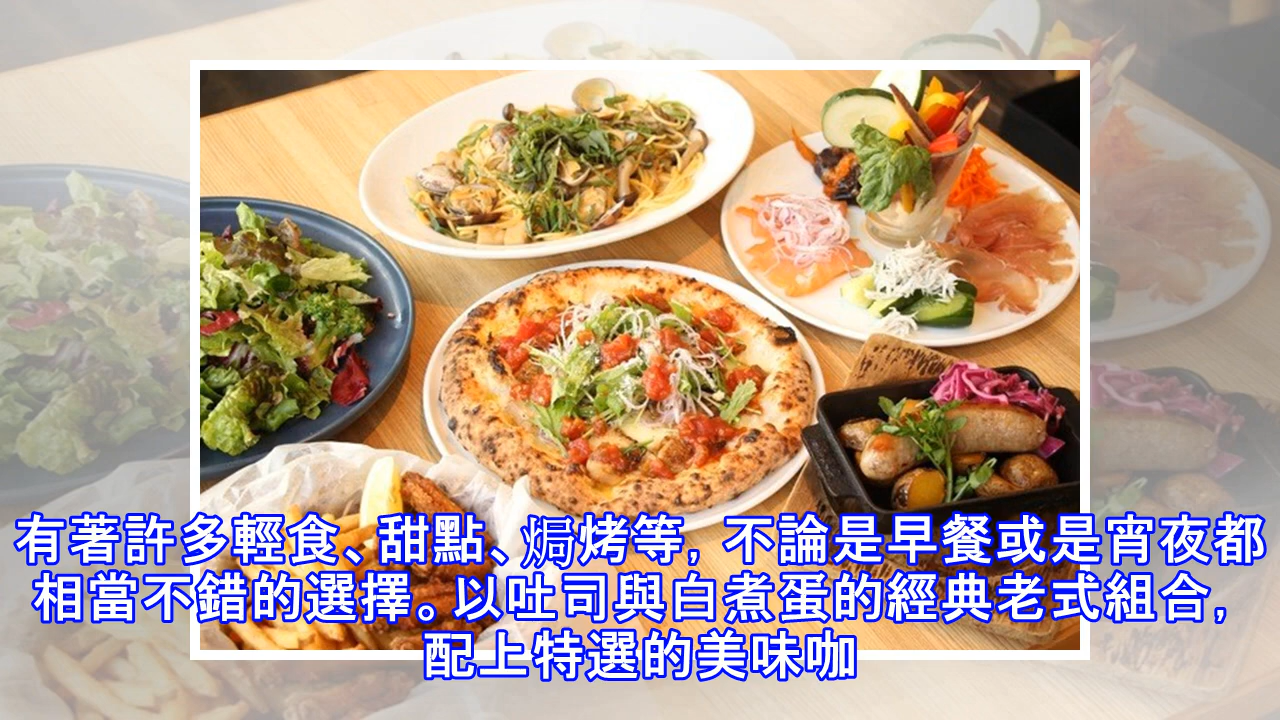 有著許多輕食、甜點、焗烤等，不論是早餐或是宵夜都
相當不錯的選擇。以吐司與白煮蛋的經典老式組合，
配上特選的美味咖